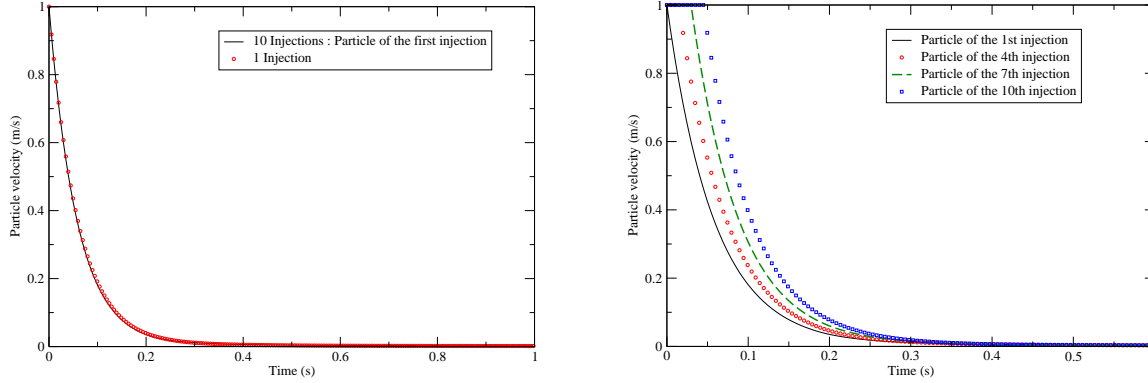 10 Injections : Particle of the first injection
1 Injection
Particle velocity (m/s)
1
0.8
0.6
0.4
0.2
0
0 0.2 0.4 0.6 0.8 1
Time (s)
Particle of the 1st injection
Particle of the 4th injection
Particle of the 7th injection
Particle of the 10th injection
Particle velocity (m/s)
1
0.8
0.6
0.4
0.2
0
0 0.1 0.2 0.3 0.4 0.5
Time (s)